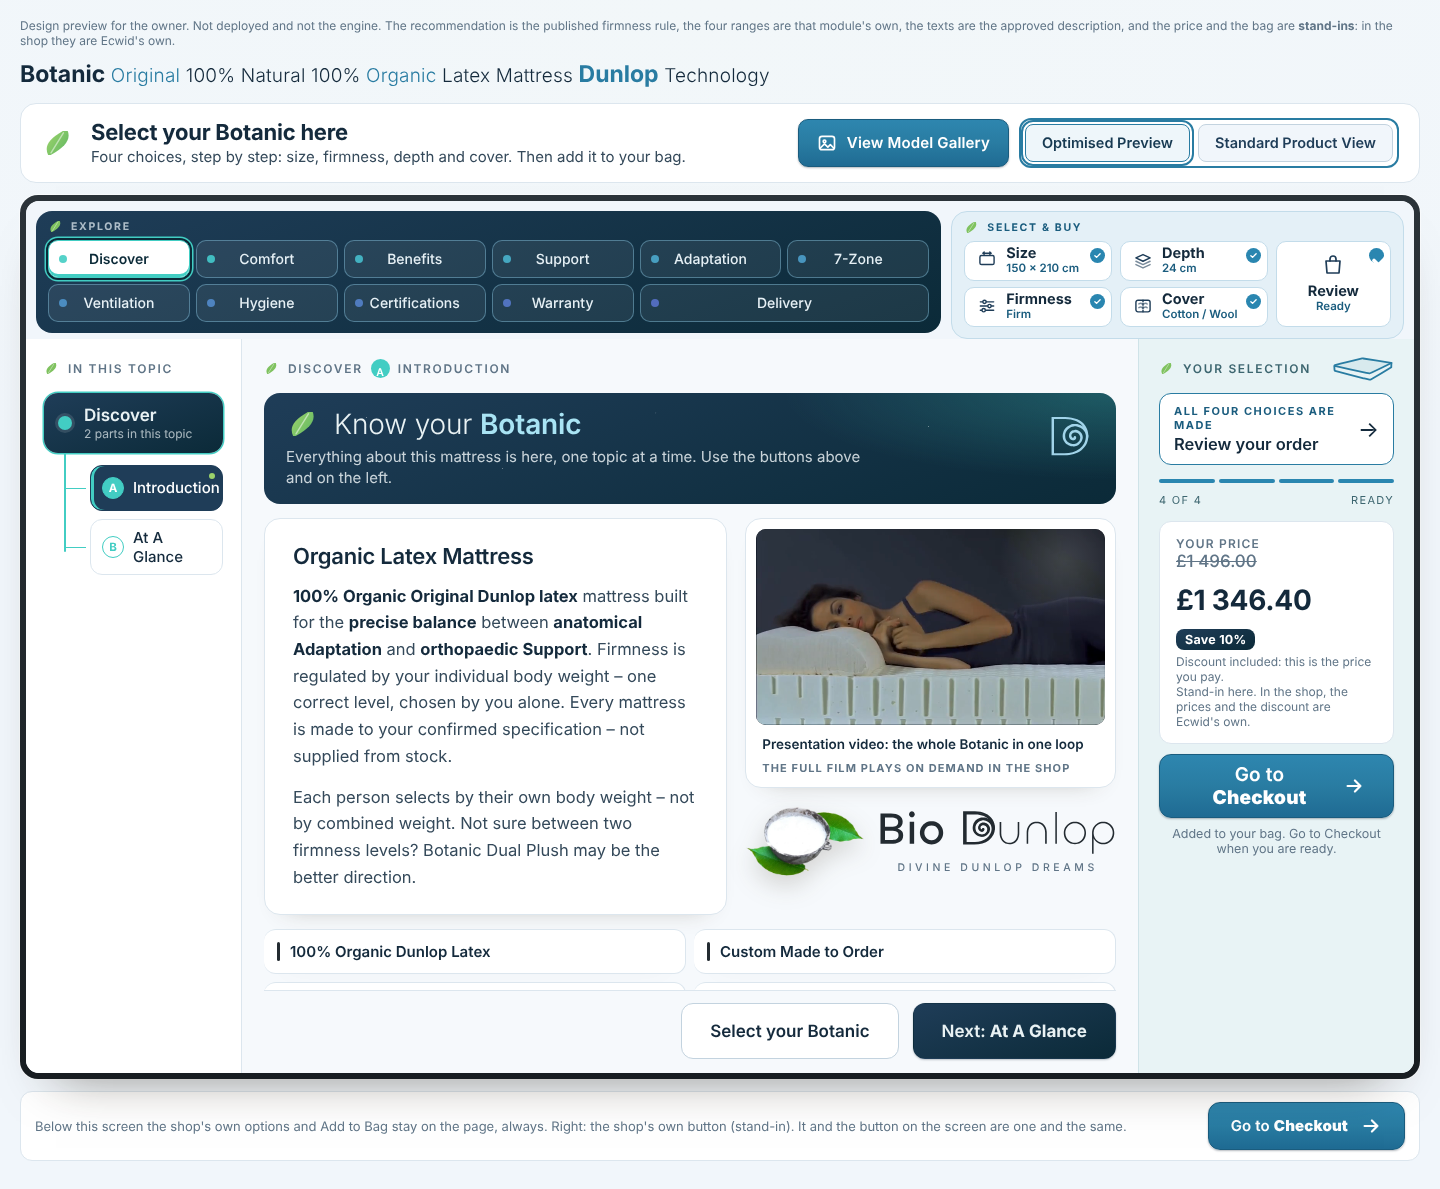 Design preview for the owner. Not deployed and not the engine. The recommendation is the published firmness rule, the four ranges are that module's own, the texts are the approved description, and the price and the bag are stand-ins: in the
shop they are Ecwid's own.
Botanic Original 100% Natural 100% Organic Latex Mattress Dunlop Technology
Select your Botanic here
Four choices, step by step: size, firmness, depth and cover. Then add it to your bag.
View Model Gallery
Optimised Preview
Standard Product View
EXPLORE
Discover
Comfort
Benefits
Support
Adaptation
7-Zone
Ventilation
Hygiene
Certifications
Warranty
Delivery
SELECT & BUY
Size
150 × 210 cm
Depth
24 cm
Firmness
Firm
Cover
Cotton / Wool
Review
Ready
IN THIS TOPIC
Discover
2 parts in this topic
A Introduction
B At A
Glance
DISCOVER A INTRODUCTION
Know your Botanic
Everything about this mattress is here, one topic at a time. Use the buttons above
and on the left.
Organic Latex Mattress
100% Organic Original Dunlop latex mattress built
for the precise balance between anatomical
Adaptation and orthopaedic Support. Firmness is
regulated by your individual body weight – one
correct level, chosen by you alone. Every mattress
is made to your confirmed specification – not
supplied from stock.
Each person selects by their own body weight – not
by combined weight. Not sure between two
firmness levels? Botanic Dual Plush may be the
better direction.
Presentation video: the whole Botanic in one loop
THE FULL FILM PLAYS ON DEMAND IN THE SHOP
Bio Dunlop
DIVINE DUNLOP DREAMS
100% Organic Dunlop Latex
Custom Made to Order
Select your Botanic
Next: At A Glance
YOUR SELECTION
ALL FOUR CHOICES ARE
MADE
Review your order
4 OF 4
READY
YOUR PRICE
£1 496.00
£1 346.40
Save 10%
Discount included: this is the price
you pay.
Stand-in here. In the shop, the
prices and the discount are
Ecwid's own.
Go to
Checkout
Added to your bag. Go to Checkout
when you are ready.
Below this screen the shop's own options and Add to Bag stay on the page, always. Right: the shop's own button (stand-in). It and the button on the screen are one and the same.
Go to Checkout